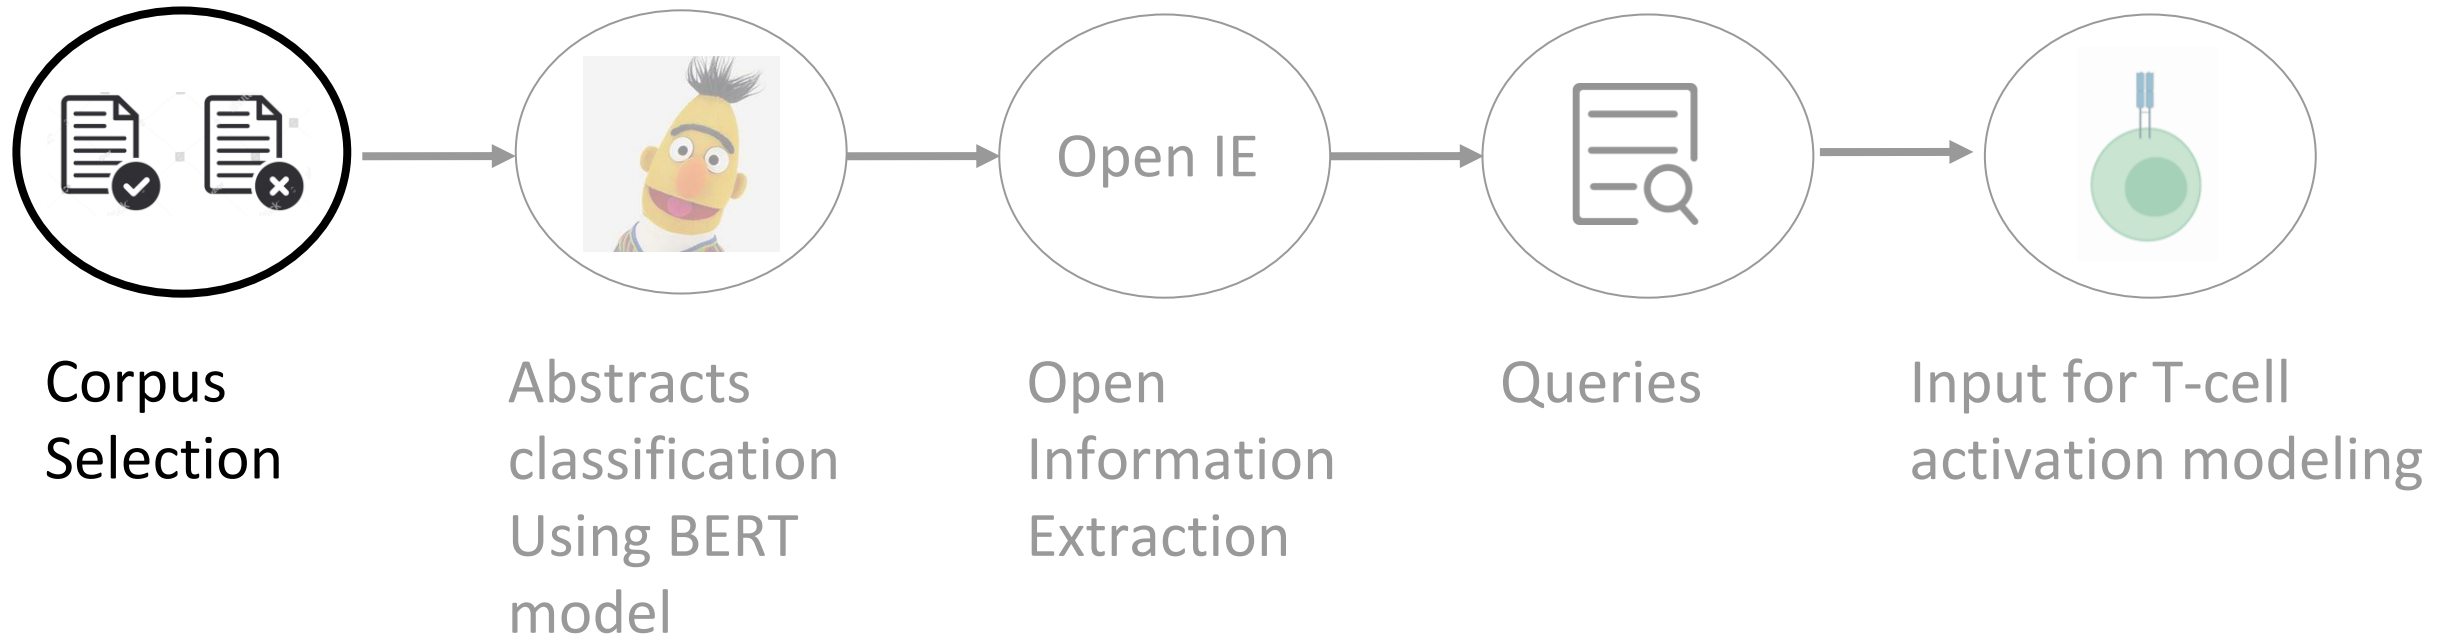 Open IE
Corpus
Selection
Abstracts
classification
Using BERT
model
Open
Information
Extraction
Queries
Input for T-cell
activation modeling